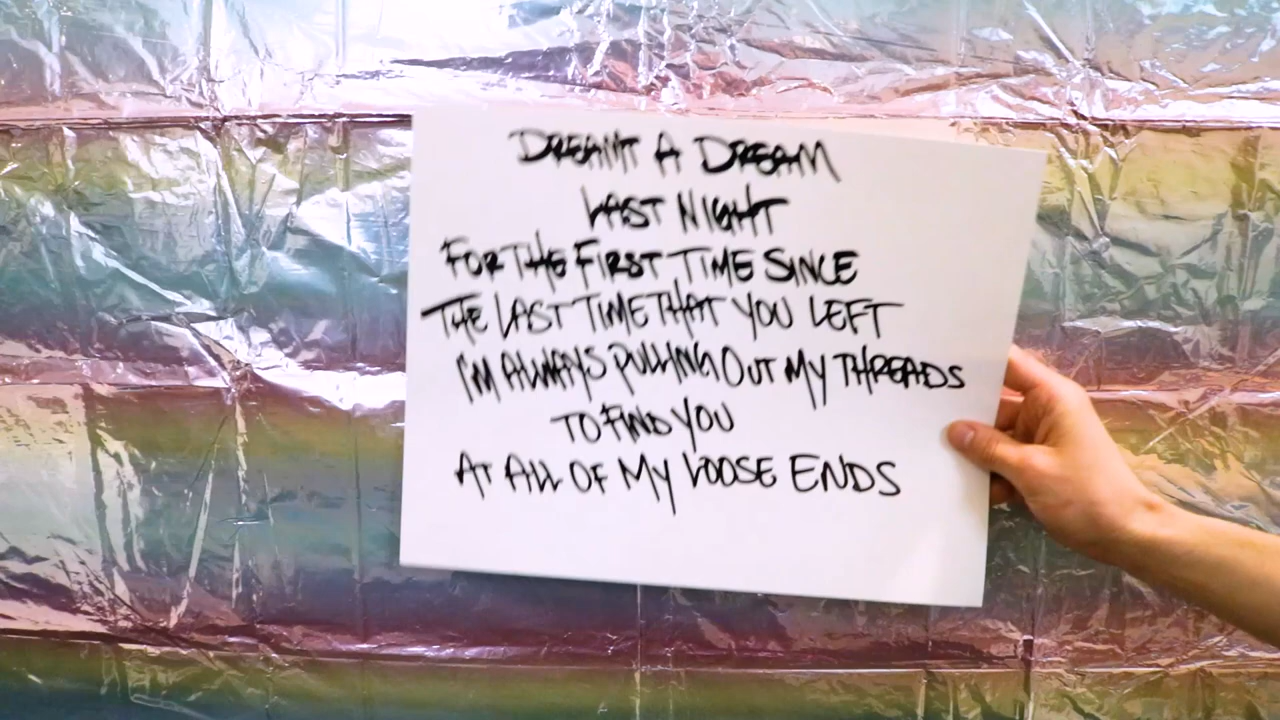 DREAMT A DREAM
LAST NIGHT
FOR THE FIRST TIME SINCE
THE LAST TIME THAT YOU LEFT
I'M ALWAYS PULLING OUT MY THREADS
TO FIND YOU
AT ALL OF MY LOOSE ENDS